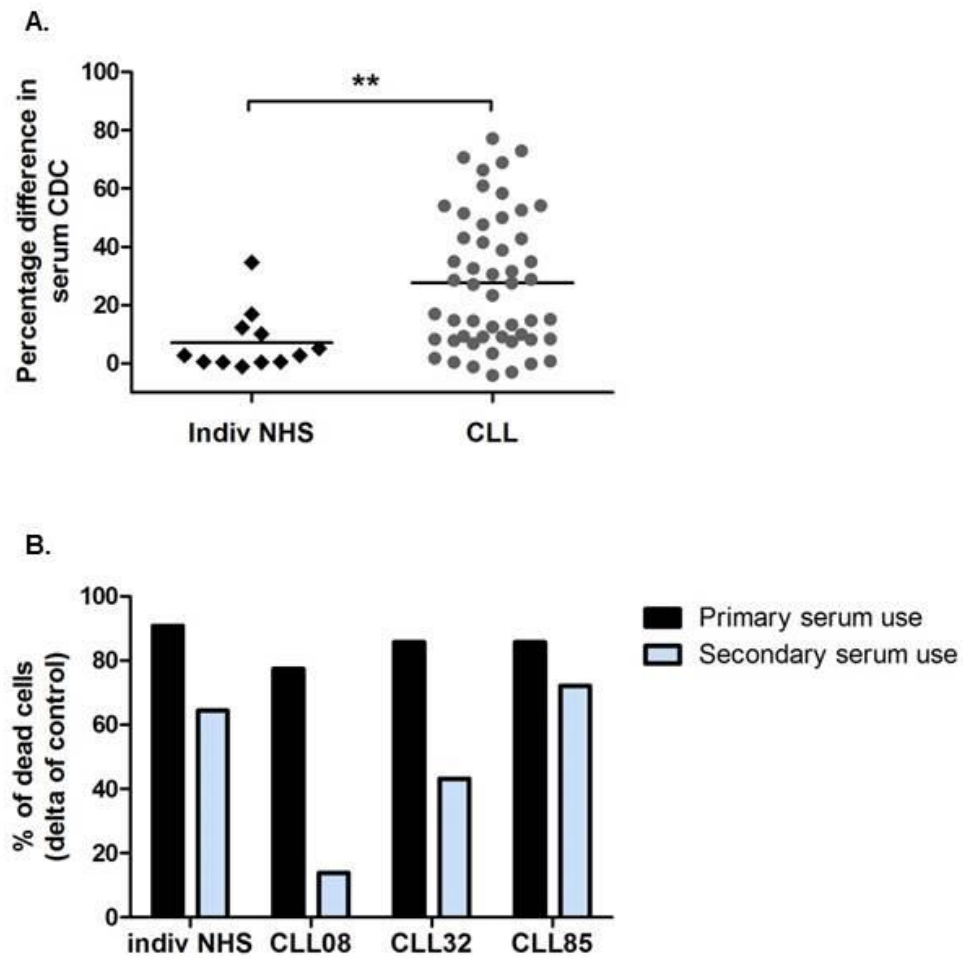 A.
Percentage difference in
serum CDC
100
80
60
40
20
0
**
Indiv NHS
CLL
B.
% of dead cells
(delta of control)
100
80
60
40
20
0
indiv NHS
CLL08
CLL32
CLL85
Primary serum use
Secondary serum use